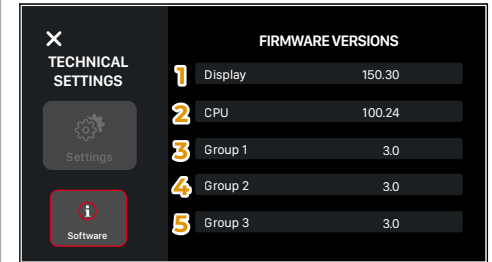 TECHNICAL
SETTINGS
Settings
Software
FIRMWARE VERSIONS
1 Display 150.30
2 CPU 100.24
3 Group 1 3.0
4 Group 2 3.0
5 Group 3 3.0